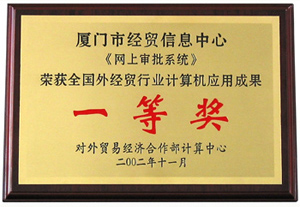 厦门市经贸信息中心
《网上审批系统》
荣获全国外经贸行业计算机应用成果
一等奖
对外贸易经济合作部计算中心
二00二年十一月